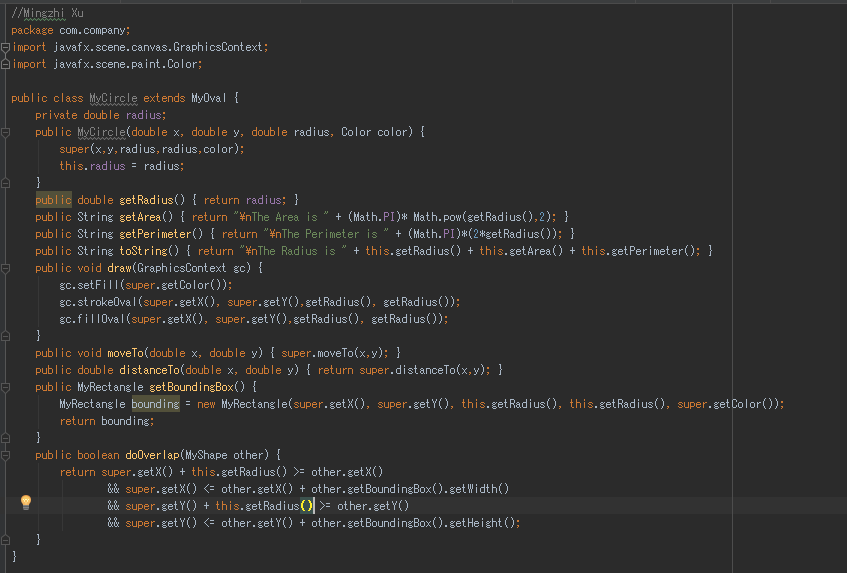 //Mingzhi Xu
package com.company;
import javafx.scene.canvas.GraphicsContext;
import javafx.scene.paint.Color;
public class MyCircle extends MyOval {
private double radius;
public MyCircle(double x, double y, double radius, Color color) {
super(x,y,radius,radius,color);
this.radius = radius;
}
public double getRadius() { return radius; }
public String getArea() { return "¥nThe Area is " + (Math.PI)* Math.pow(getRadius(),2); }
public String getPerimeter() { return "¥nThe Perimeter is " + (Math.PI)*(2*getRadius()); }
public String toString() { return "¥nThe Radius is " + this.getRadius() + this.getArea() + this.getPerimeter(); }
public void draw(GraphicsContext gc) {
gc.setFill(super.getColor());
gc.strokeOval(super.getX(), super.getY(),getRadius(), getRadius());
gc.fillOval(super.getX(), super.getY(),getRadius(), getRadius());
}
public void moveTo(double x, double y) { super.moveTo(x,y); }
public double distanceTo(double x, double y) { return super.distanceTo(x,y); }
public MyRectangle getBoundingBox() {
MyRectangle bounding = new MyRectangle(super.getX(), super.getY(), this.getRadius(), this.getRadius(), super.getColor());
return bounding;
}
public boolean doOverlap(MyShape other) {
return super.getX() + this.getRadius() >= other.getX()
&& super.getX() <= other.getX() + other.getBoundingBox().getWidth()
&& super.getY() + this.getRadius() >= other.getY()
&& super.getY() <= other.getY() + other.getBoundingBox().getHeight();
}
}